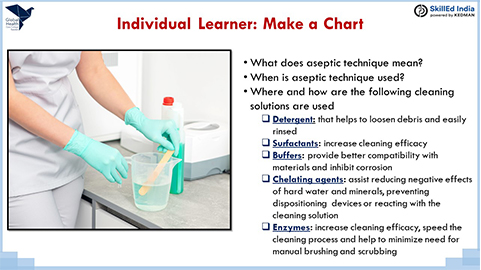 Global
Health
SkillEd India
powered by KEDMAN
Individual Learner: Make a Chart
• What does aseptic technique mean?
• When is aseptic technique used?
• Where and how are the following cleaning
solutions are used
❑ Detergent: that helps to loosen debris and easily
rinsed
❑ Surfactants: increase cleaning efficacy
❑ Buffers: provide better compatibility with
materials and inhibit corrosion
❑ Chelating agents: assist reducing negative effects
of hard water and minerals, preventing
dispositioning devices or reacting with the
cleaning solution
❑ Enzymes: increase cleaning efficacy, speed the
cleaning process and help to minimize need for
manual brushing and scrubbing